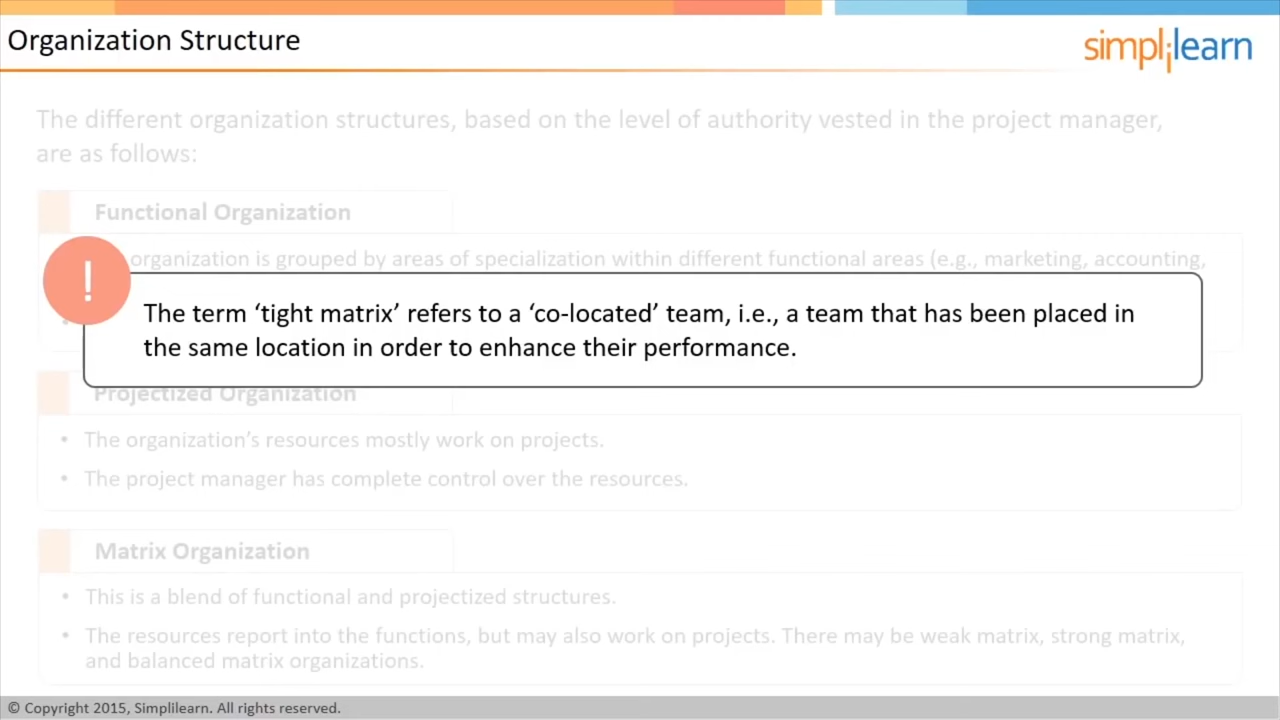 Organization Structure
simplilearn
The different organization structures, based on the level of authority vested in the project manager,
are as follows:
Functional Organization
organization is grouped by areas of specialization within different functional areas (e.g., marketing, accounting,
!
The term ‘tight matrix’ refers to a ‘co-located’ team, i.e., a team that has been placed in
the same location in order to enhance their performance.
Projectized Organization
• The organization’s resources mostly work on projects.
• The project manager has complete control over the resources.
Matrix Organization
• This is a blend of functional and projectized structures.
• The resources report into the functions, but may also work on projects. There may be weak matrix, strong matrix,
and balanced matrix organizations.
© Copyright 2015, Simplilearn. All rights reserved.